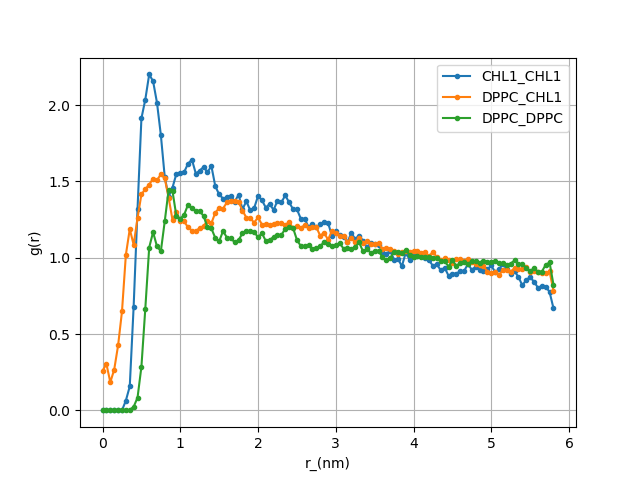 CHL1_CHL1
DPPC_CHL1
DPPC_DPPC
2.0
1.5
1.0
0.5
0.0
g(r)
0 1 2 3 4 5 6
r_(nm)